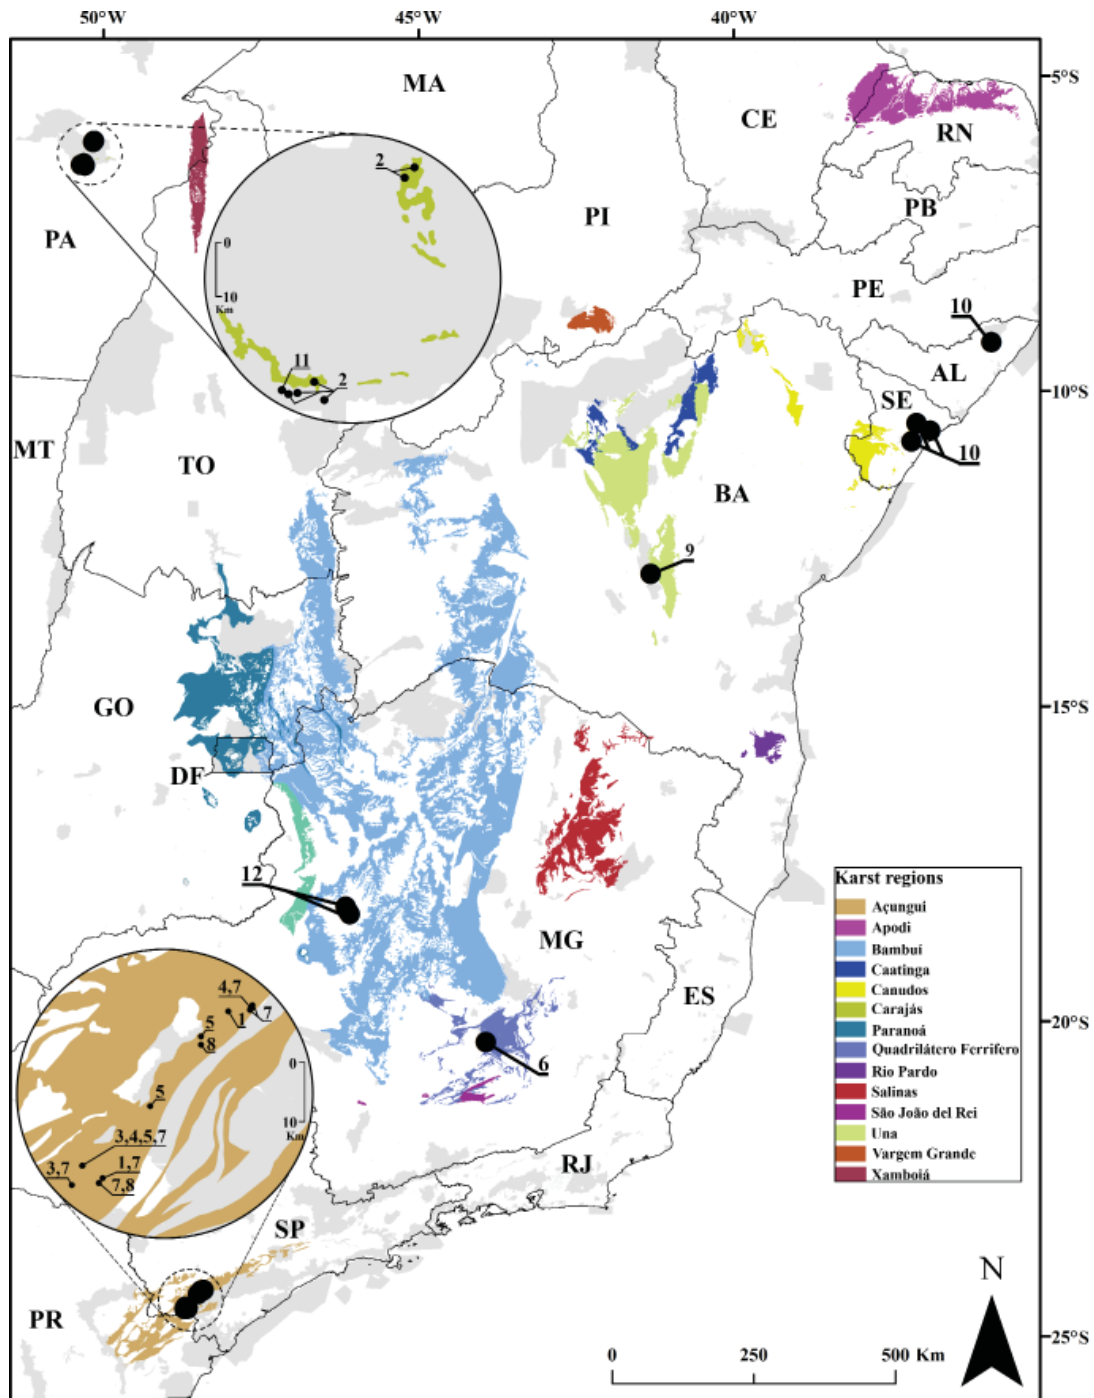 50°W 45°W 40°W
5°S
MA
CE
RN
2
PB
PA
PI
0
PE
10
Km
10
AL
11
2
10°S
SE
MT
TO
10
BA
9
GO
15°S
DF
12
Karst regions
Açungui
Apodi
Bambuí
Caatinga
Canudos
Carajás
Paranoá
Quadrilátero Ferrifero
Rio Pardo
Salinas
São João del Rei
Una
Vargem Grande
Xamboiá
MG
ES
4,7
1
7
5
8
20°S
0
6
5
10
Km
3,4,5,7
3,7
1,7
7,8
RJ
SP
N
PR
25°S
0 250 500 Km